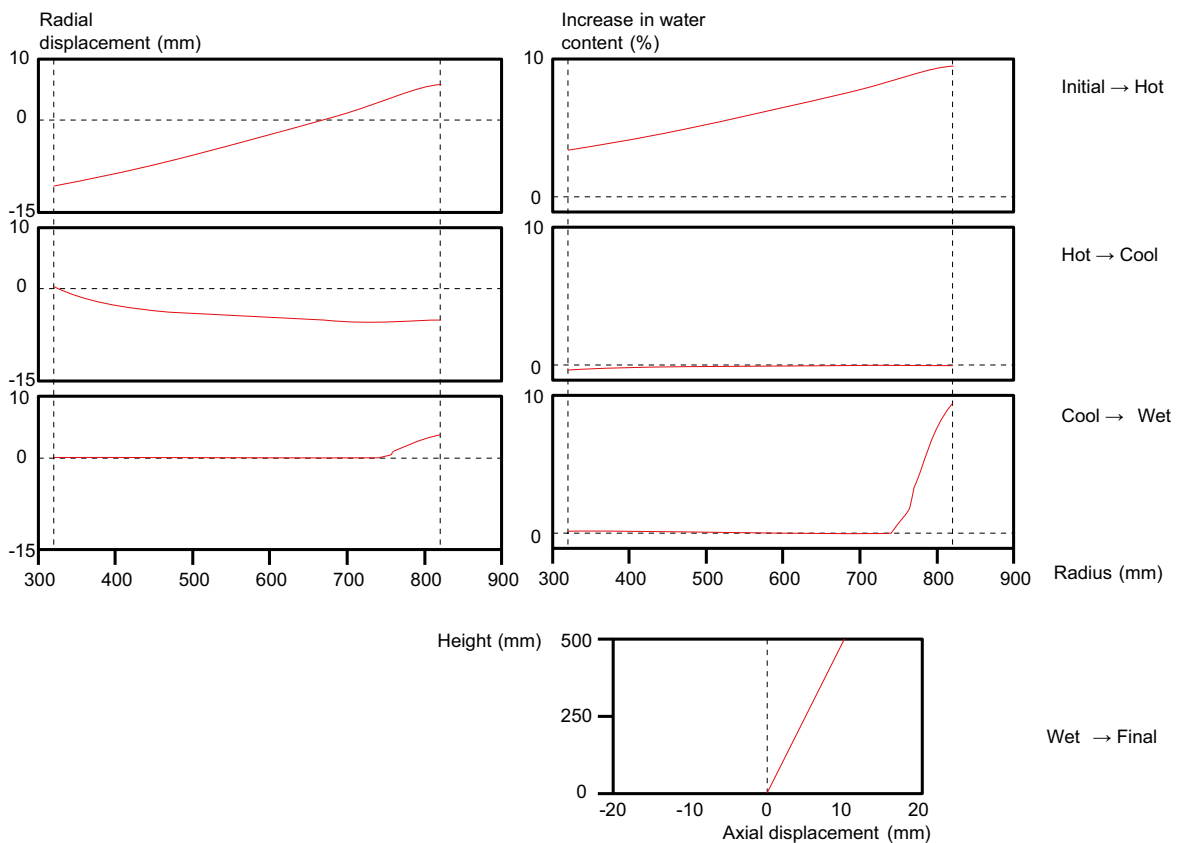 Radial
displacement (mm)
Increase in water
content (%)
10
0
-15
10
0
Initial → Hot
10
0
-15
10
0
Hot → Cool
10
0
-15
10
0
Cool → Wet
300 400 500 600 700 800 900
300 400 500 600 700 800 900
Radius (mm)
Height (mm)
500
250
0
-20 -10 0 10 20
Axial displacement (mm)
Wet → Final